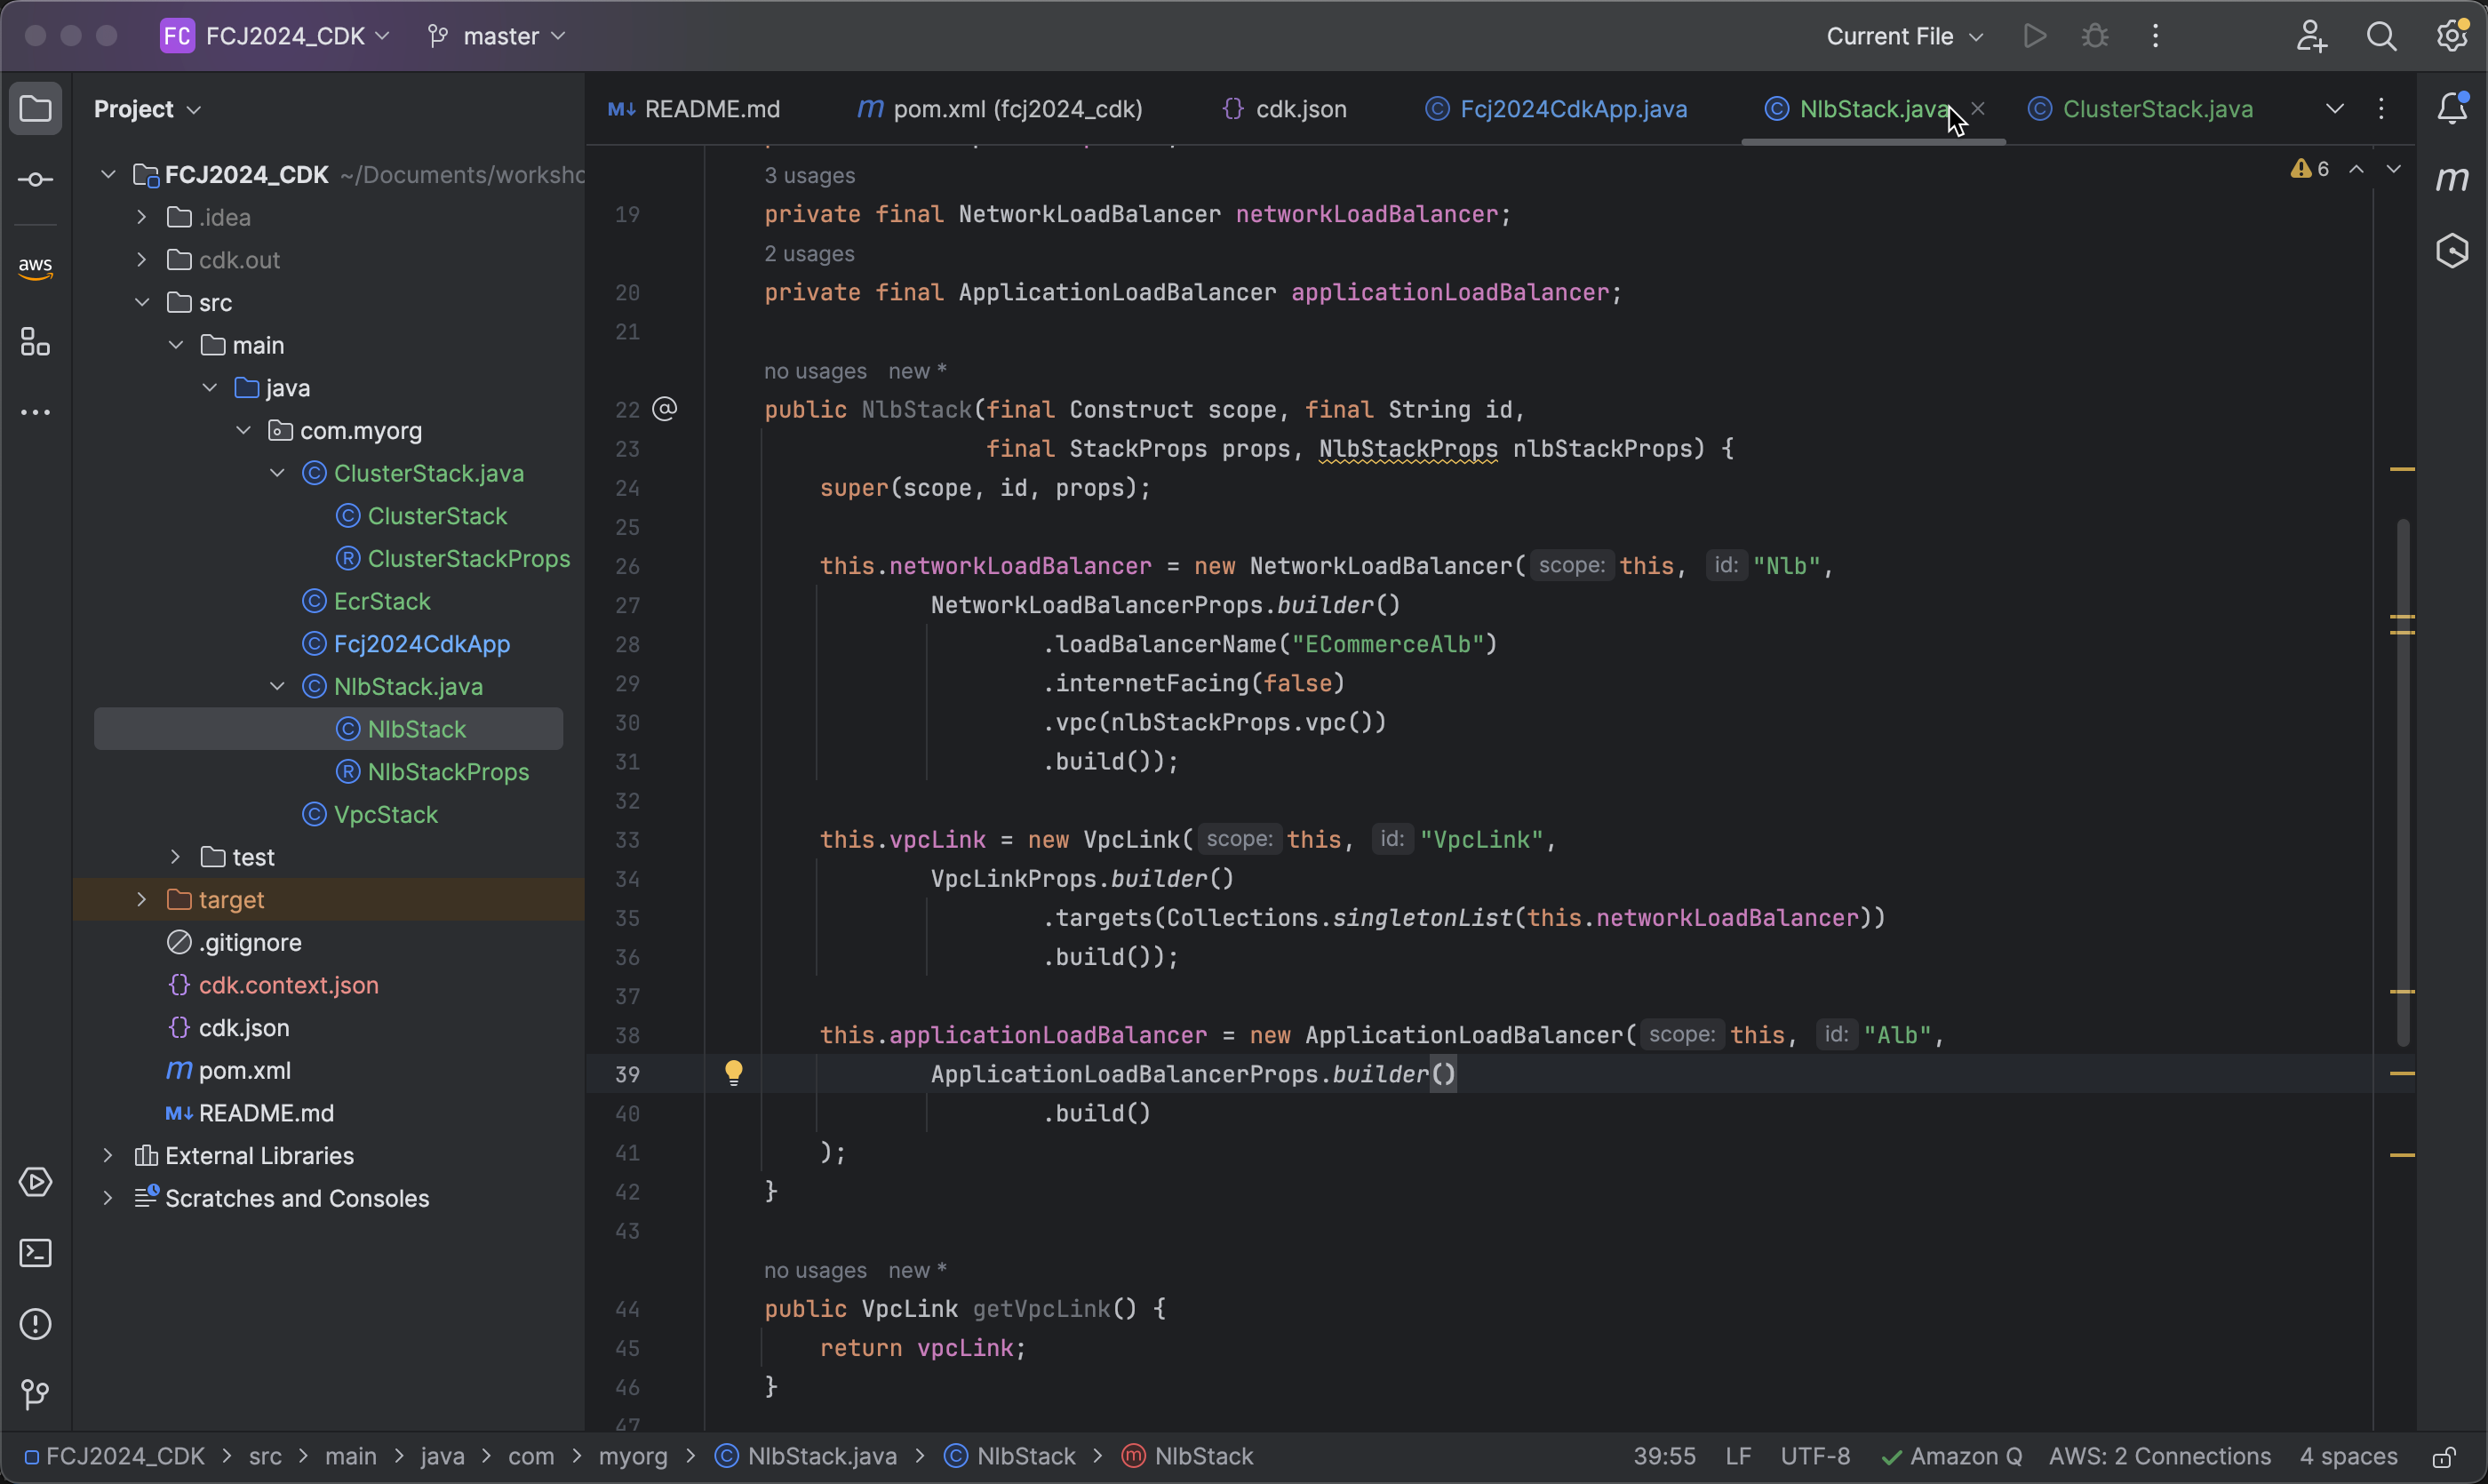 FC FCJ2024_CDK master Current File
Project
README.md pom.xml (fcj2024_cdk) cdk.json Fcj2024CdkApp.java NlbStack.java ClusterStack.java
FCJ2024_CDK ~/Documents/worksho
.idea
cdk.out
aws
src
main
java
com.myorg
ClusterStack.java
ClusterStack
ClusterStackProps
EcrStack
Fcj2024CdkApp
NlbStack.java
NlbStack
NlbStackProps
VpcStack
test
target
.gitignore
cdk.context.json
cdk.json
pom.xml
README.md
External Libraries
Scratches and Consoles
6
3 usages
19 private final NetworkLoadBalancer networkLoadBalancer;
2 usages
20 private final ApplicationLoadBalancer applicationLoadBalancer;
21
no usages new *
22 @ public NlbStack(final Construct scope, final String id,
23 final StackProps props, NlbStackProps nlbStackProps) {
24 super(scope, id, props);
25
26 this.networkLoadBalancer = new NetworkLoadBalancer( scope: this, id: "Nlb",
27 NetworkLoadBalancerProps.builder()
28 .loadBalancerName("ECommerceAlb")
29 .internetFacing(false)
30 .vpc(nlbStackProps.vpc())
31 .build());
32
33 this.vpcLink = new VpcLink( scope: this, id: "VpcLink",
34 VpcLinkProps.builder()
35 .targets(Collections.singletonList(this.networkLoadBalancer))
36 .build());
37
38 this.applicationLoadBalancer = new ApplicationLoadBalancer( scope: this, id: "Alb",
39 ApplicationLoadBalancerProps.builder()
40 .build()
41 );
42 }
43
no usages new *
44 public VpcLink getVpcLink() {
45 return vpcLink;
46 }
47
FCJ2024_CDK > src > main > java > com > myorg > NlbStack.java > NlbStack > NlbStack 39:55 LF UTF-8 Amazon Q AWS: 2 Connections 4 spaces